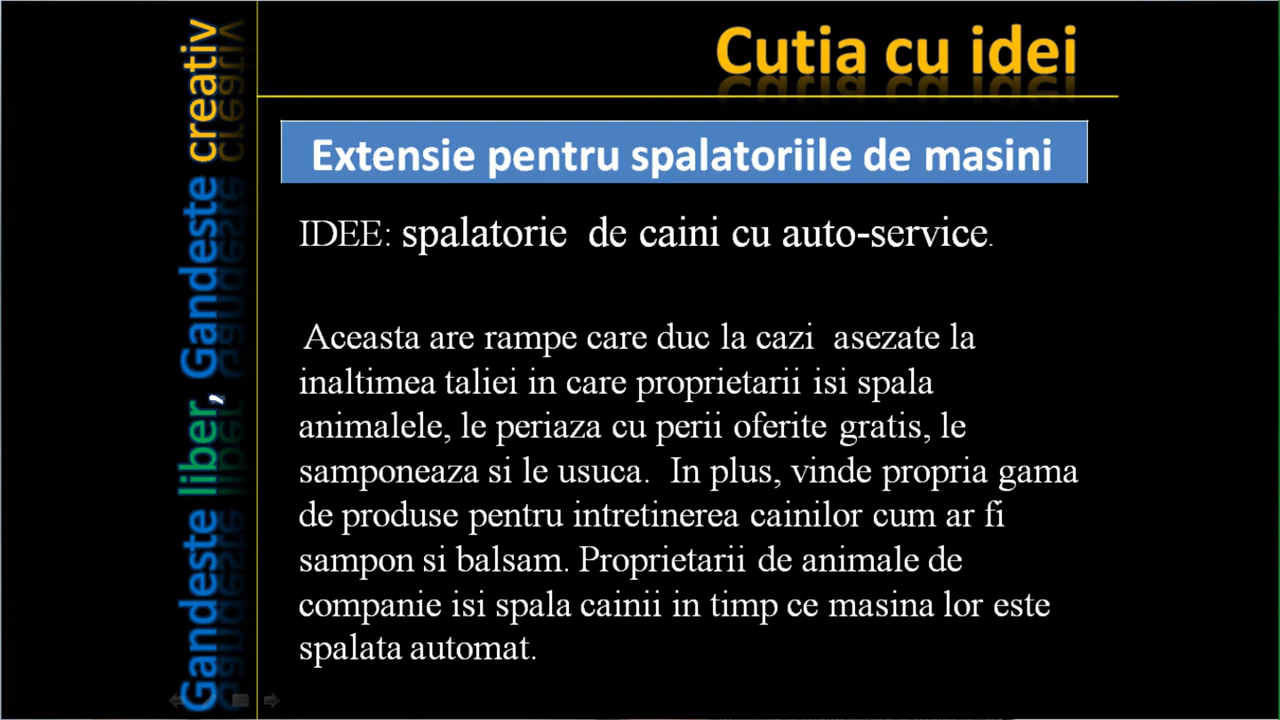 Cutia cu idei
Gandeste liber, Gandeste creativ
Extensie pentru spalatoriile de masini
IDEE: spalatorie de caini cu auto-service.
Aceasta are rampe care duc la cazi asezate la
inaltimea taliei in care proprietarii isi spala
animalele, le periaza cu perii oferite gratis, le
samponeaza si le usuca. In plus, vinde propria gama
de produse pentru intretinerea cainilor cum ar fi
sampon si balsam. Proprietarii de animale de
companie isi spala cainii in timp ce masina lor este
spalata automat.